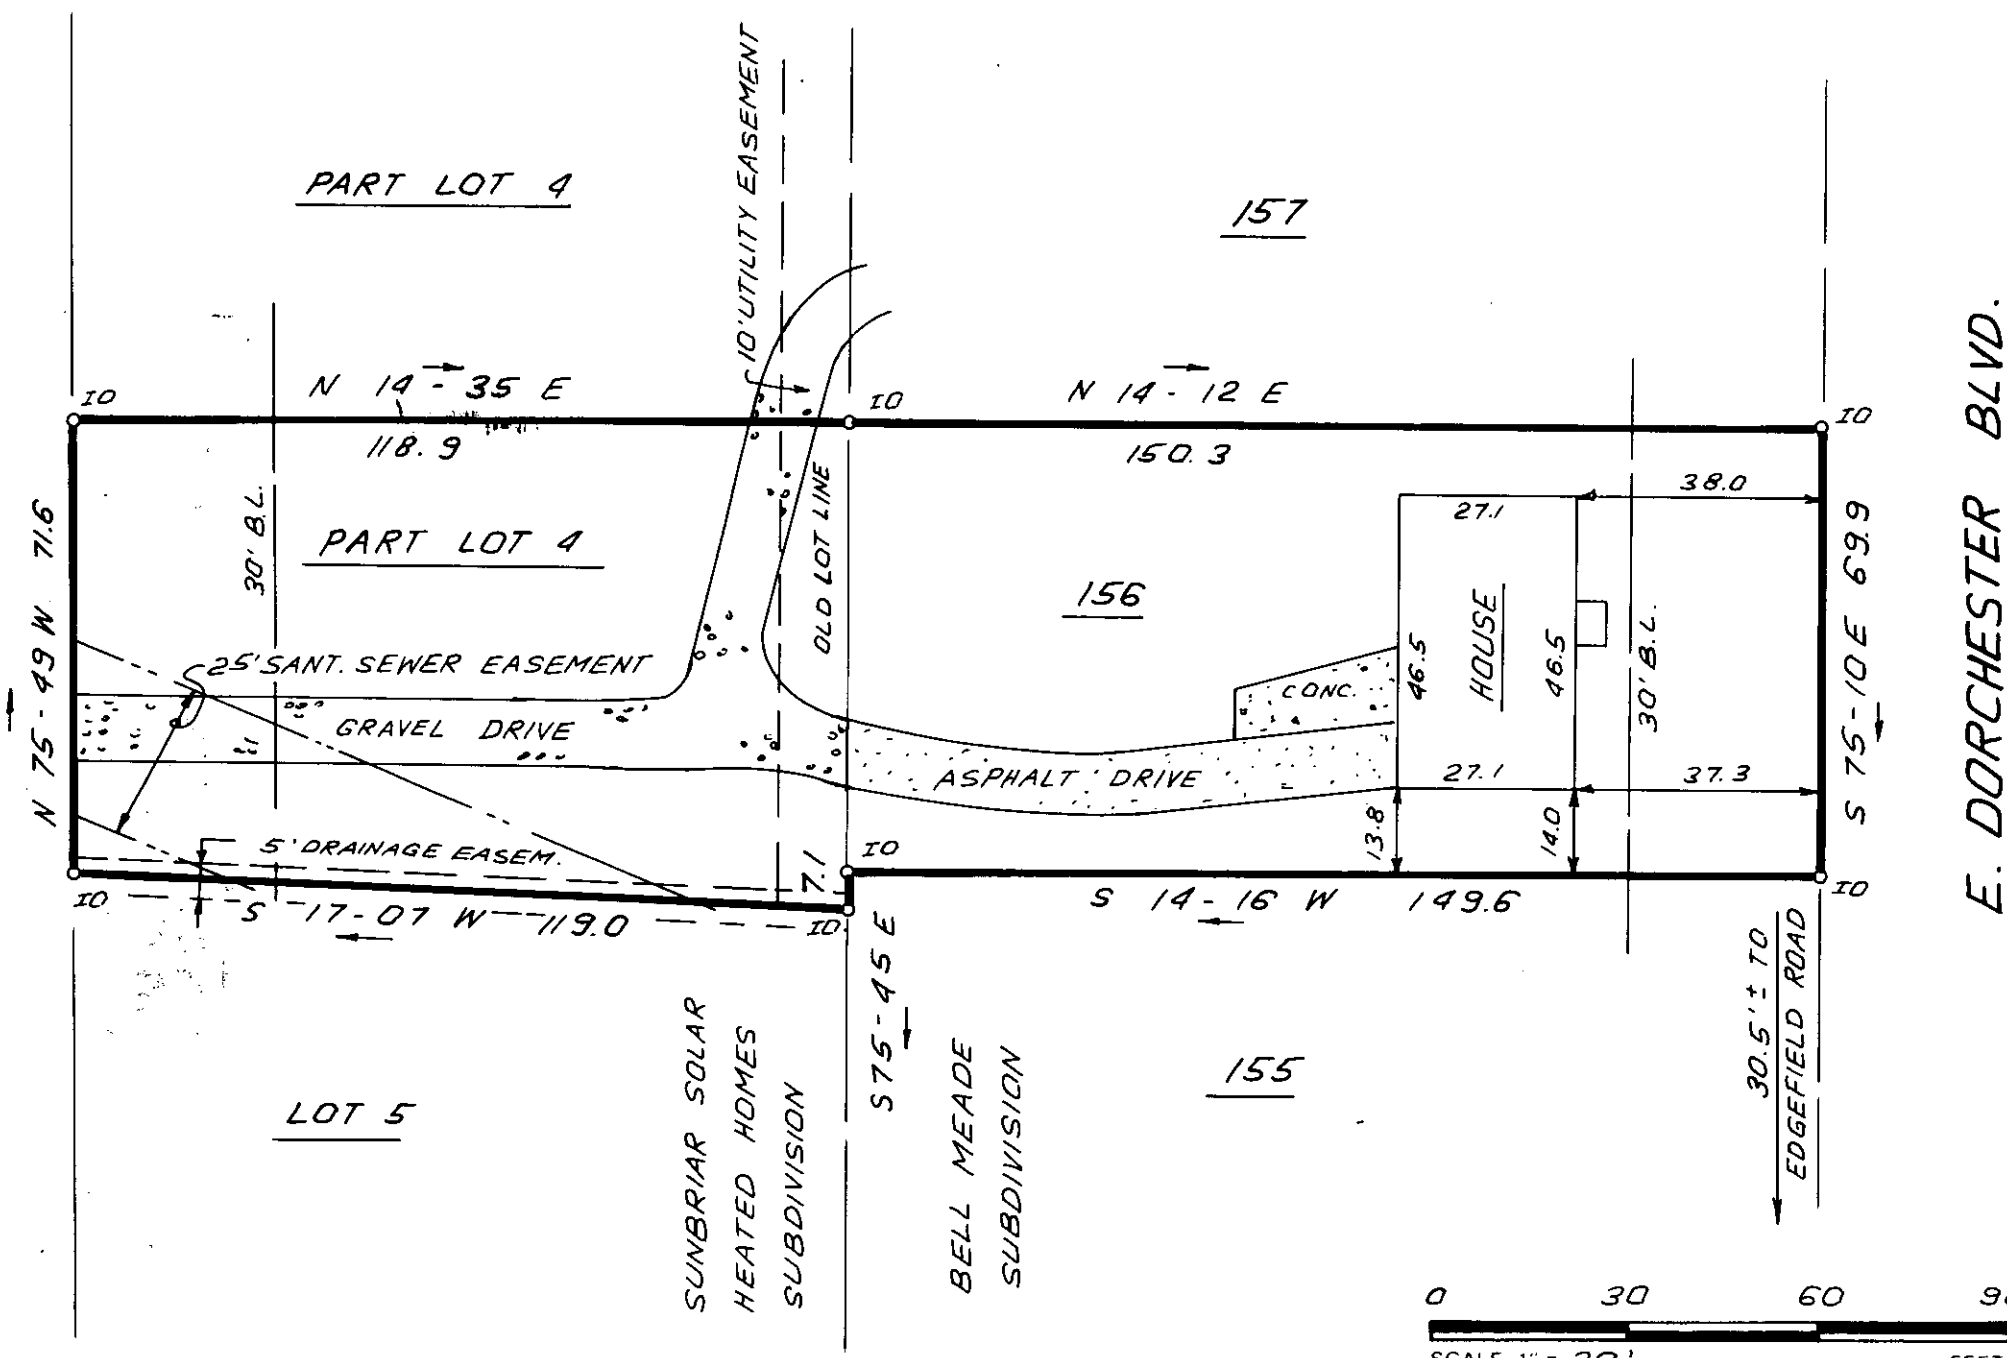 PART LOT 4
10' UTILITY EASEMENT
157
E. DORCHESTER BLVD.
IO
N 14-35 E
118.9
IO
N 14-12 E
150.3
IO
N 75-49 W 71.6
30' B.L.
PART LOT 4
OLD LOT LINE
156
27.1
38.0
HOUSE
46.5
46.5
30' B.L.
S 75-10 E 69.9
25' SANT. SEWER EASEMENT
GRAVEL DRIVE
CONC.
ASPHALT DRIVE
27.1
37.3
13.8
14.0
5' DRAINAGE EASEM.
7.1
IO
IO
S 17-07 W 119.0
IO
S 14-16 W 149.6
IO
S 75-45 E
30.5' ± TO
EDGEFIELD ROAD
LOT 5
SUNBRIAR SOLAR
HEATED HOMES
SUBDIVISION
BELL MEADE
SUBDIVISION
155
0 30 60